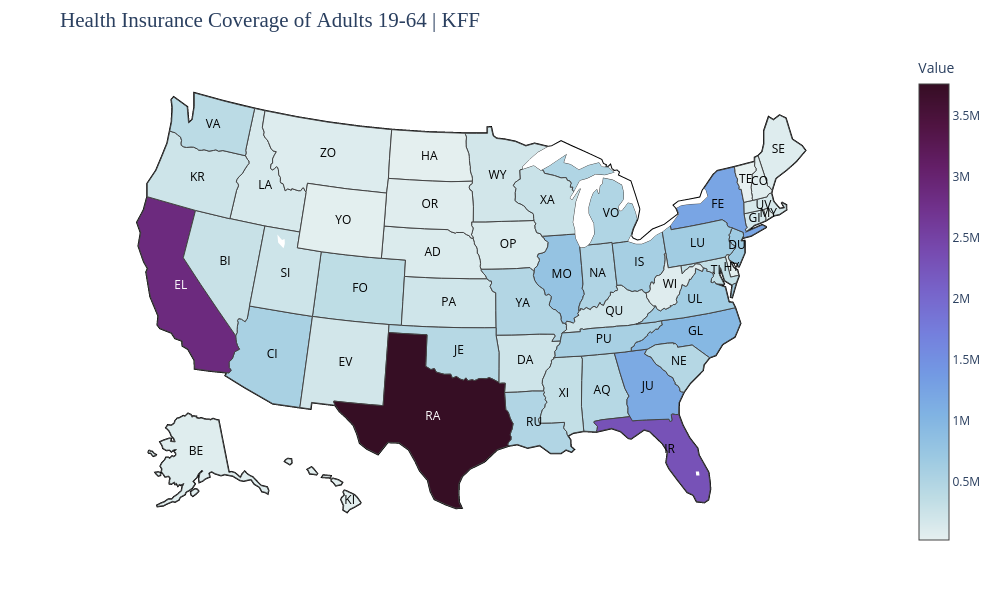 Health Insurance Coverage of Adults 19-64 | KFF
Value
3.5M
3M
2.5M
2M
1.5M
1M
0.5M
VA
ZO
HA
SE
KR
LA
WY
TE
CO
OR
XA
VO
FE
UV
MY
GI
YO
OP
AD
LU
DU
BI
SI
MO
NA
IS
TI
HY
EL
FO
WI
PA
YA
UL
QU
GL
PU
JE
CI
EV
DA
NE
XI
AQ
JU
RA
RU
IR
BE
KI